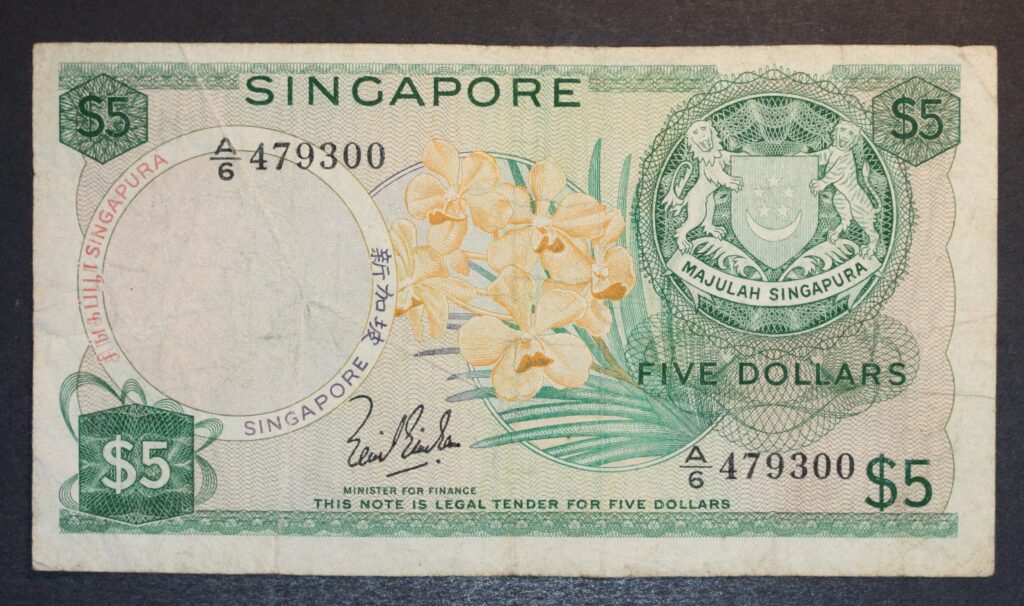 SINGAPORE
$5
$5
A/6 479300
SINGAPURA
சிங்கப்பூர்
新加坡
SINGAPORE
MAJULAH SINGAPURA
FIVE DOLLARS
$5
A/6 479300
$5
MINISTER FOR FINANCE
THIS NOTE IS LEGAL TENDER FOR FIVE DOLLARS